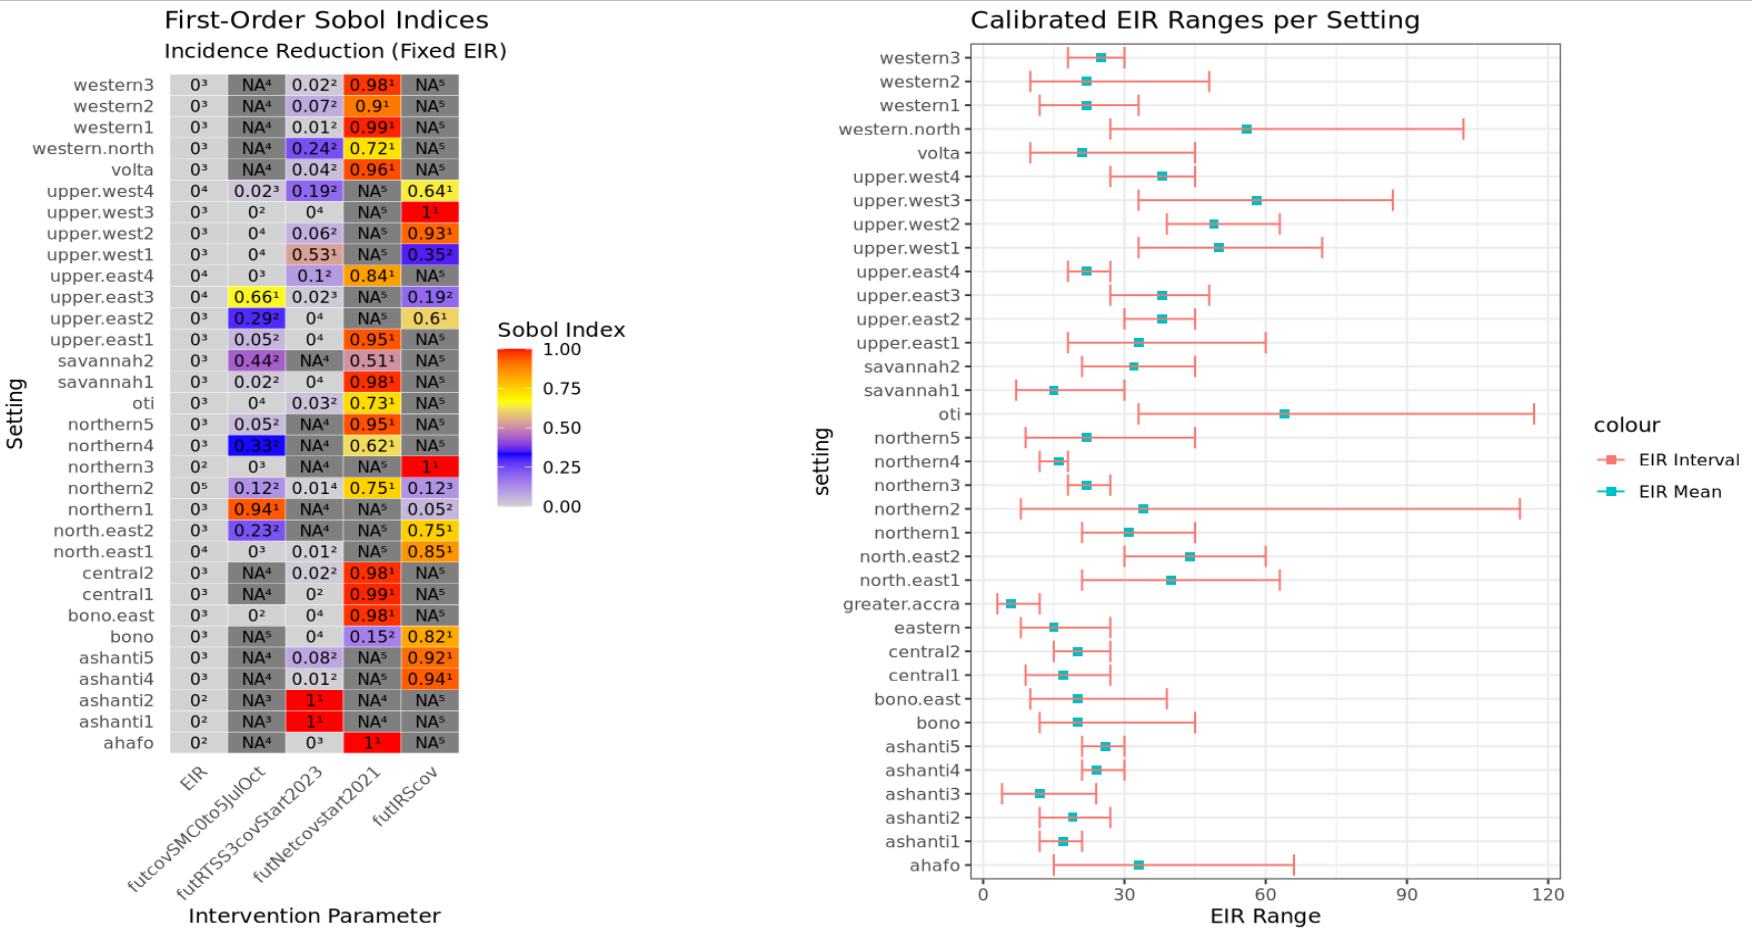 First-Order Sobol Indices
Incidence Reduction (Fixed EIR)
Setting
western3 0³ NA⁴ 0.02² 0.98¹ NA⁵
western2 0³ NA⁴ 0.07² 0.9¹ NA⁵
western1 0³ NA⁴ 0.01² 0.99¹ NA⁵
western.north 0³ NA⁴ 0.24² 0.72¹ NA⁵
volta 0³ NA⁴ 0.04² 0.96¹ NA⁵
upper.west4 0⁴ 0.02³ 0.19² NA⁵ 0.64¹
upper.west3 0³ 0² 0⁴ NA⁵ 1¹
upper.west2 0³ 0⁴ 0.06² NA⁵ 0.93¹
upper.west1 0³ 0⁴ 0.53¹ NA⁵ 0.35²
upper.east4 0⁴ 0³ 0.1² 0.84¹ NA⁵
upper.east3 0⁴ 0.66¹ 0.02³ NA⁵ 0.19²
upper.east2 0³ 0.29² 0⁴ NA⁵ 0.6¹
upper.east1 0³ 0.05² 0⁴ 0.95¹ NA⁵
savannah2 0³ 0.44² NA⁴ 0.51¹ NA⁵
savannah1 0³ 0.02² 0⁴ 0.98¹ NA⁵
oti 0³ 0⁴ 0.03² 0.73¹ NA⁵
northern5 0³ 0.05² NA⁴ 0.95¹ NA⁵
northern4 0³ 0.33² NA⁴ 0.62¹ NA⁵
northern3 0² 0³ NA⁴ NA⁵ 1¹
northern2 0⁵ 0.12² 0.01⁴ 0.75¹ 0.12³
northern1 0³ 0.94¹ NA⁴ NA⁵ 0.05²
north.east2 0³ 0.23² NA⁴ NA⁵ 0.75¹
north.east1 0⁴ 0³ 0.01² NA⁵ 0.85¹
central2 0³ NA⁴ 0.02² 0.98¹ NA⁵
central1 0³ NA⁴ 0² 0.99¹ NA⁵
bono.east 0³ 0² 0⁴ 0.98¹ NA⁵
bono 0³ NA⁵ 0⁴ 0.15² 0.82¹
ashanti5 0³ NA⁴ 0.08² NA⁵ 0.92¹
ashanti4 0³ NA⁴ 0.01² NA⁵ 0.94¹
ashanti2 0² NA³ 1¹ NA⁴ NA⁵
ashanti1 0² NA³ 1¹ NA⁴ NA⁵
ahafo 0² NA⁴ 0³ 1¹ NA⁵
EIR
futcovSMC0to5JulOct
futRTSS3covStart2023
futNetcovstart2021
futIRScov
Intervention Parameter
Sobol Index
1.00
0.75
0.50
0.25
0.00
Calibrated EIR Ranges per Setting
setting
western3
western2
western1
western.north
volta
upper.west4
upper.west3
upper.west2
upper.west1
upper.east4
upper.east3
upper.east2
upper.east1
savannah2
savannah1
oti
northern5
northern4
northern3
northern2
northern1
north.east2
north.east1
greater.accra
eastern
central2
central1
bono.east
bono
ashanti5
ashanti4
ashanti3
ashanti2
ashanti1
ahafo
0 30 60 90 120
EIR Range
colour
EIR Interval
EIR Mean